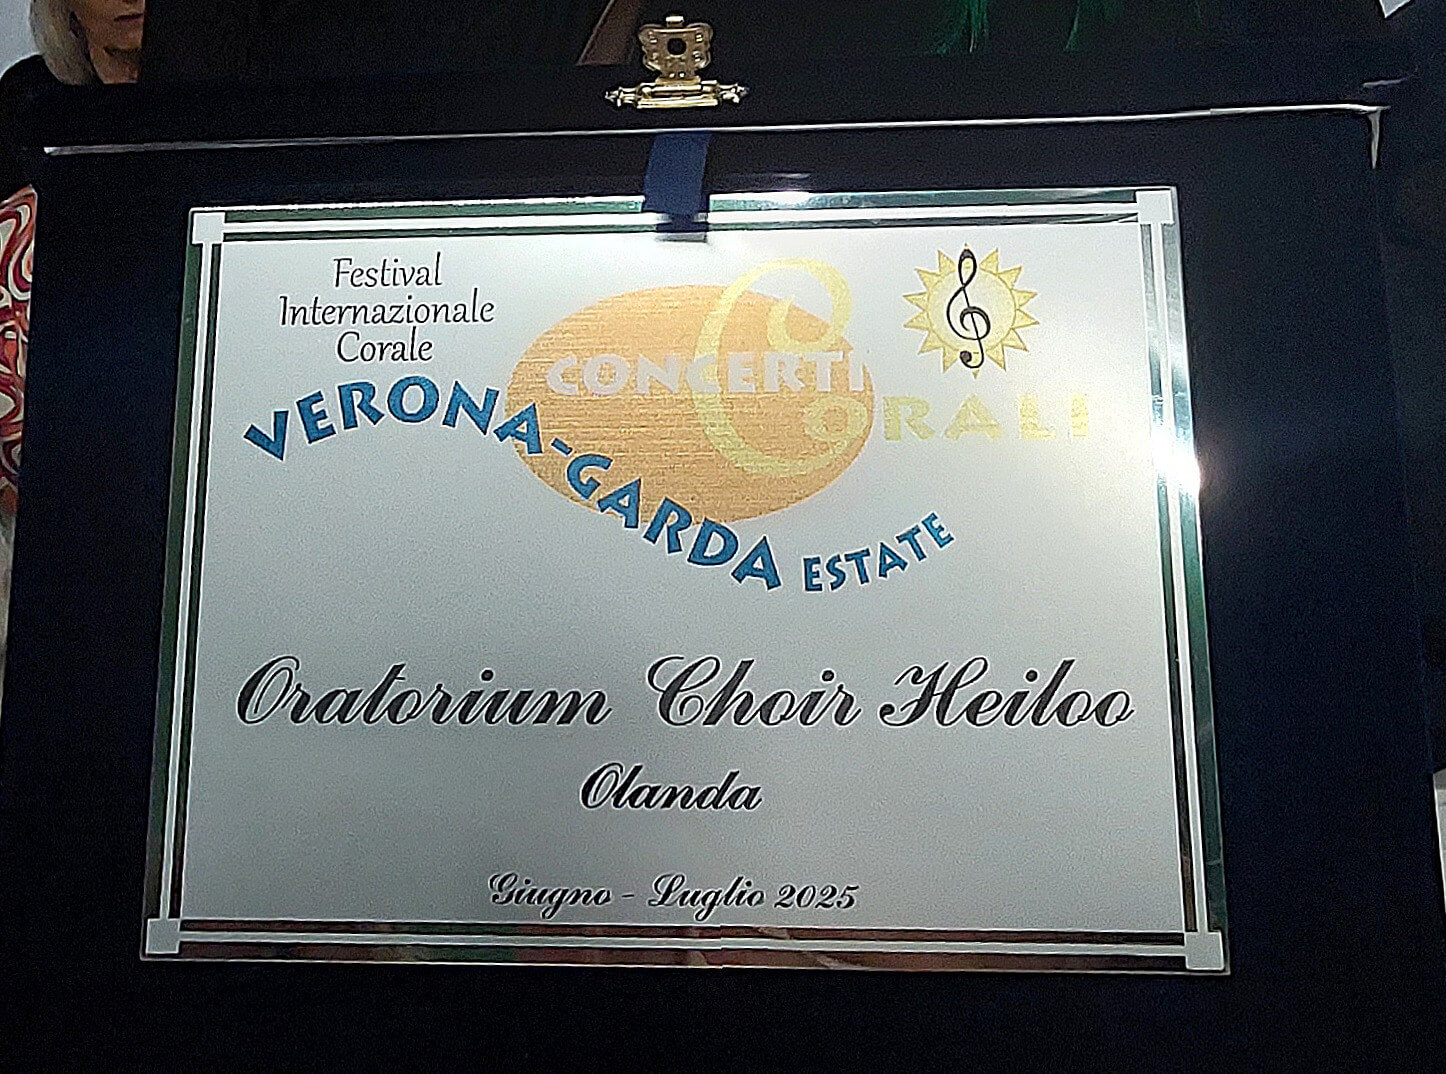 Festival
Internazionale
Corale
CONCERTI
CORALI
VERONA-GARDA ESTATE
Oratorium Choir Heiloo
Olanda
Giugno - Luglio 2025